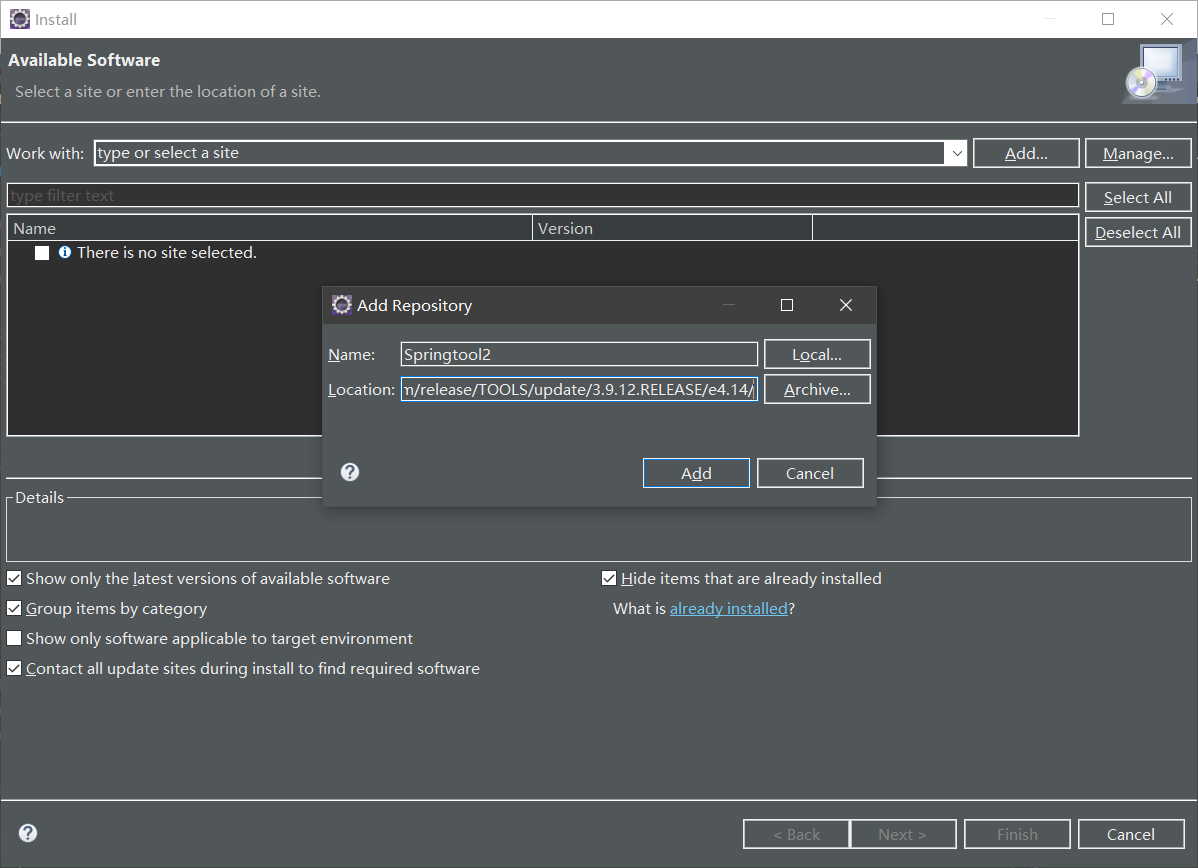 Install
Available Software
Select a site or enter the location of a site.
Work with: type or select a site Add... Manage...
type filter text Select All
Name Version
Deselect All
There is no site selected.
Add Repository
Name: Springtool2 Local...
Location: m/release/TOOLS/update/3.9.12.RELEASE/e4.14/ Archive...
Add Cancel
Details
Show only the latest versions of available software Hide items that are already installed
Group items by category What is already installed?
Show only software applicable to target environment
Contact all update sites during install to find required software
< Back Next > Finish Cancel